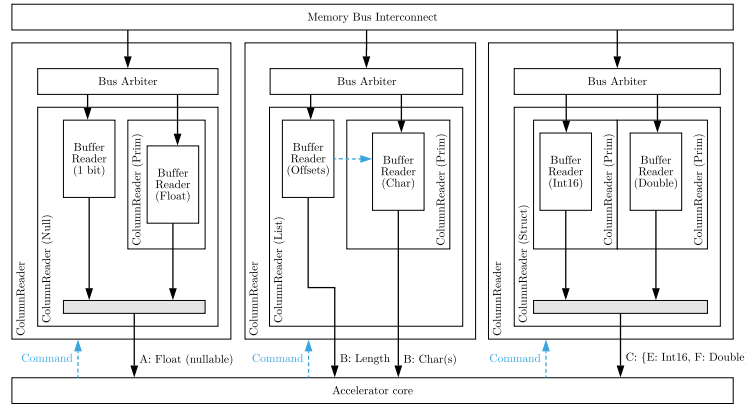 Memory Bus Interconnect
Bus Arbiter
Bus Arbiter
Bus Arbiter
Buffer
Reader
(1 bit)
Buffer
Reader
(Float)
ColumnReader (Prim)
ColumnReader (Null)
ColumnReader
Buffer
Reader
(Offsets)
Buffer
Reader
(Char)
ColumnReader (Prim)
ColumnReader (List)
ColumnReader
Buffer
Reader
(Int16)
ColumnReader (Prim)
Buffer
Reader
(Double)
ColumnReader (Prim)
ColumnReader (Struct)
ColumnReader
Command
A: Float (nullable)
Command
B: Length
B: Char(s)
Command
C: {E: Int16, F: Double
Accelerator core